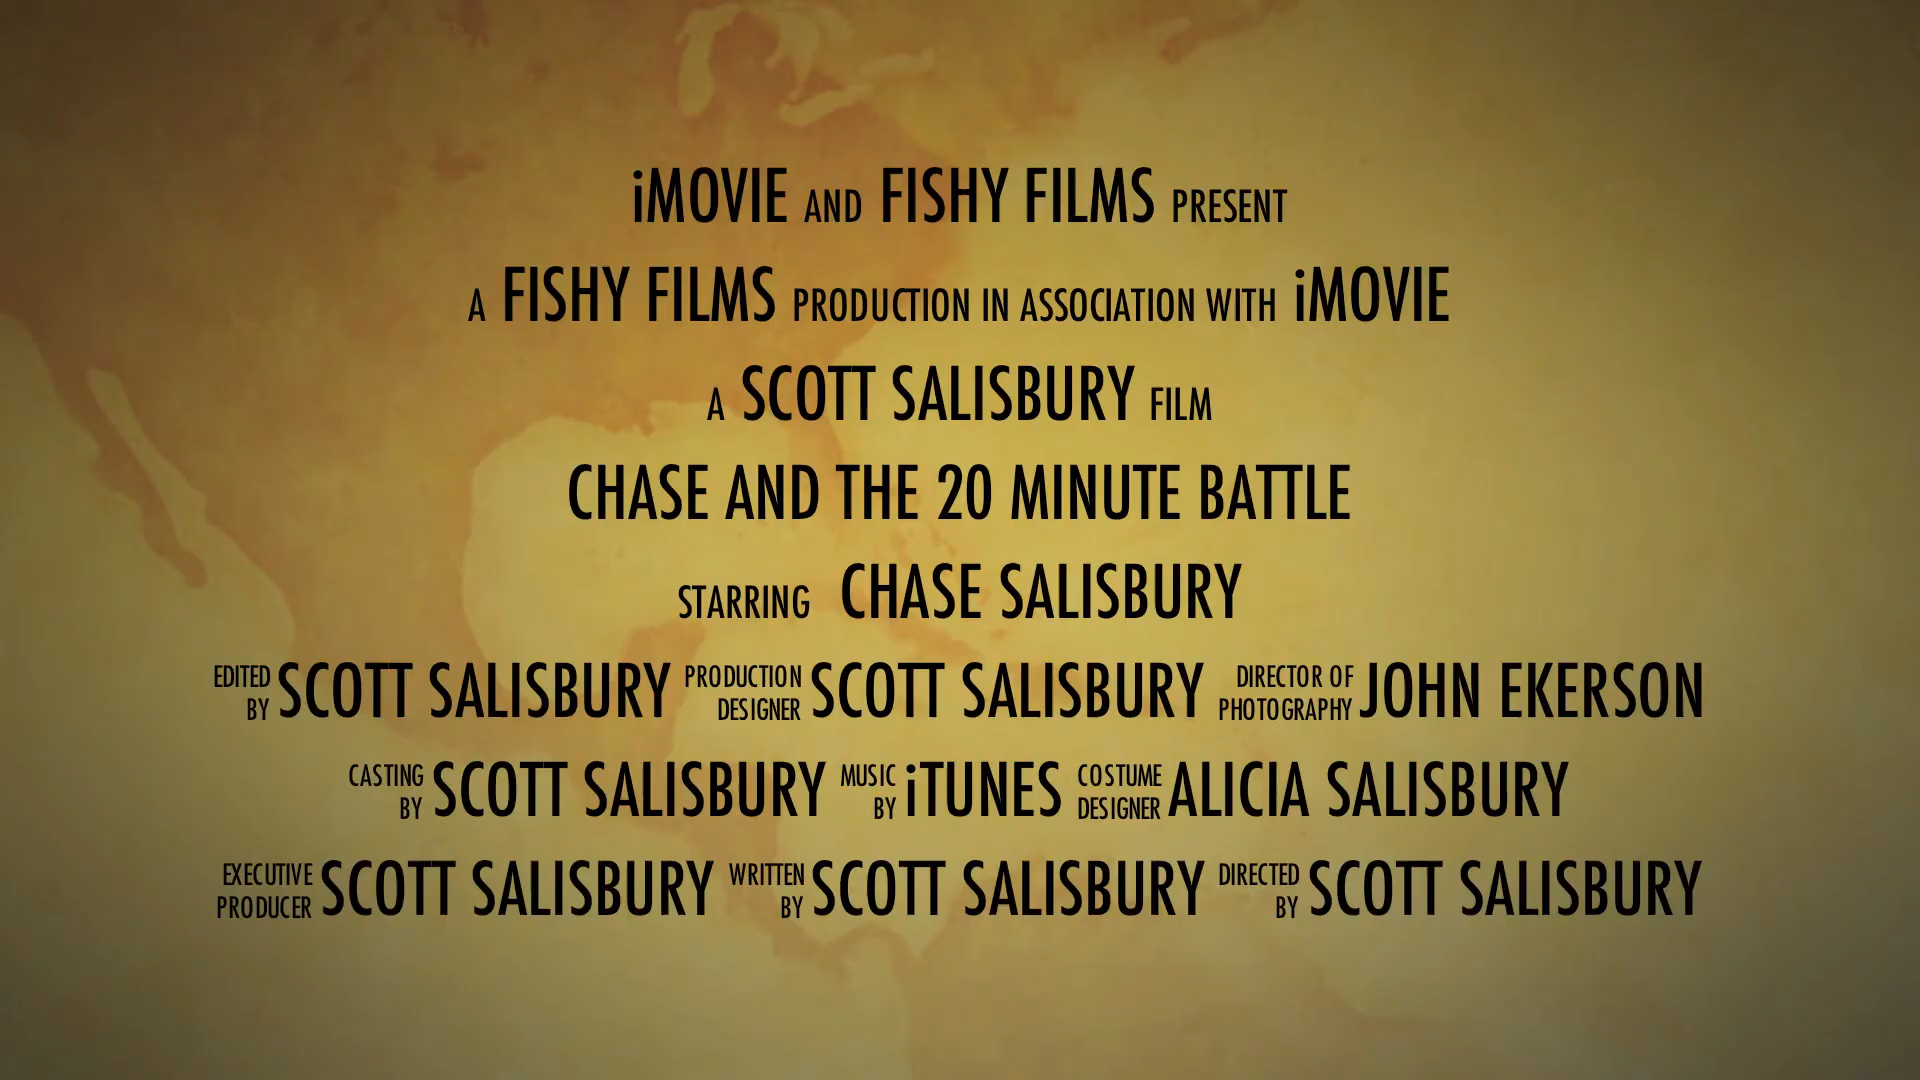 iMOVIE AND FISHY FILMS PRESENT
A FISHY FILMS PRODUCTION IN ASSOCIATION WITH iMOVIE
A SCOTT SALISBURY FILM
CHASE AND THE 20 MINUTE BATTLE
STARRING CHASE SALISBURY
EDITED BY SCOTT SALISBURY PRODUCTION DESIGNER SCOTT SALISBURY DIRECTOR OF PHOTOGRAPHY JOHN EKERSON
CASTING BY SCOTT SALISBURY MUSIC BY iTUNES COSTUME DESIGNER ALICIA SALISBURY
EXECUTIVE PRODUCER SCOTT SALISBURY WRITTEN BY SCOTT SALISBURY DIRECTED BY SCOTT SALISBURY